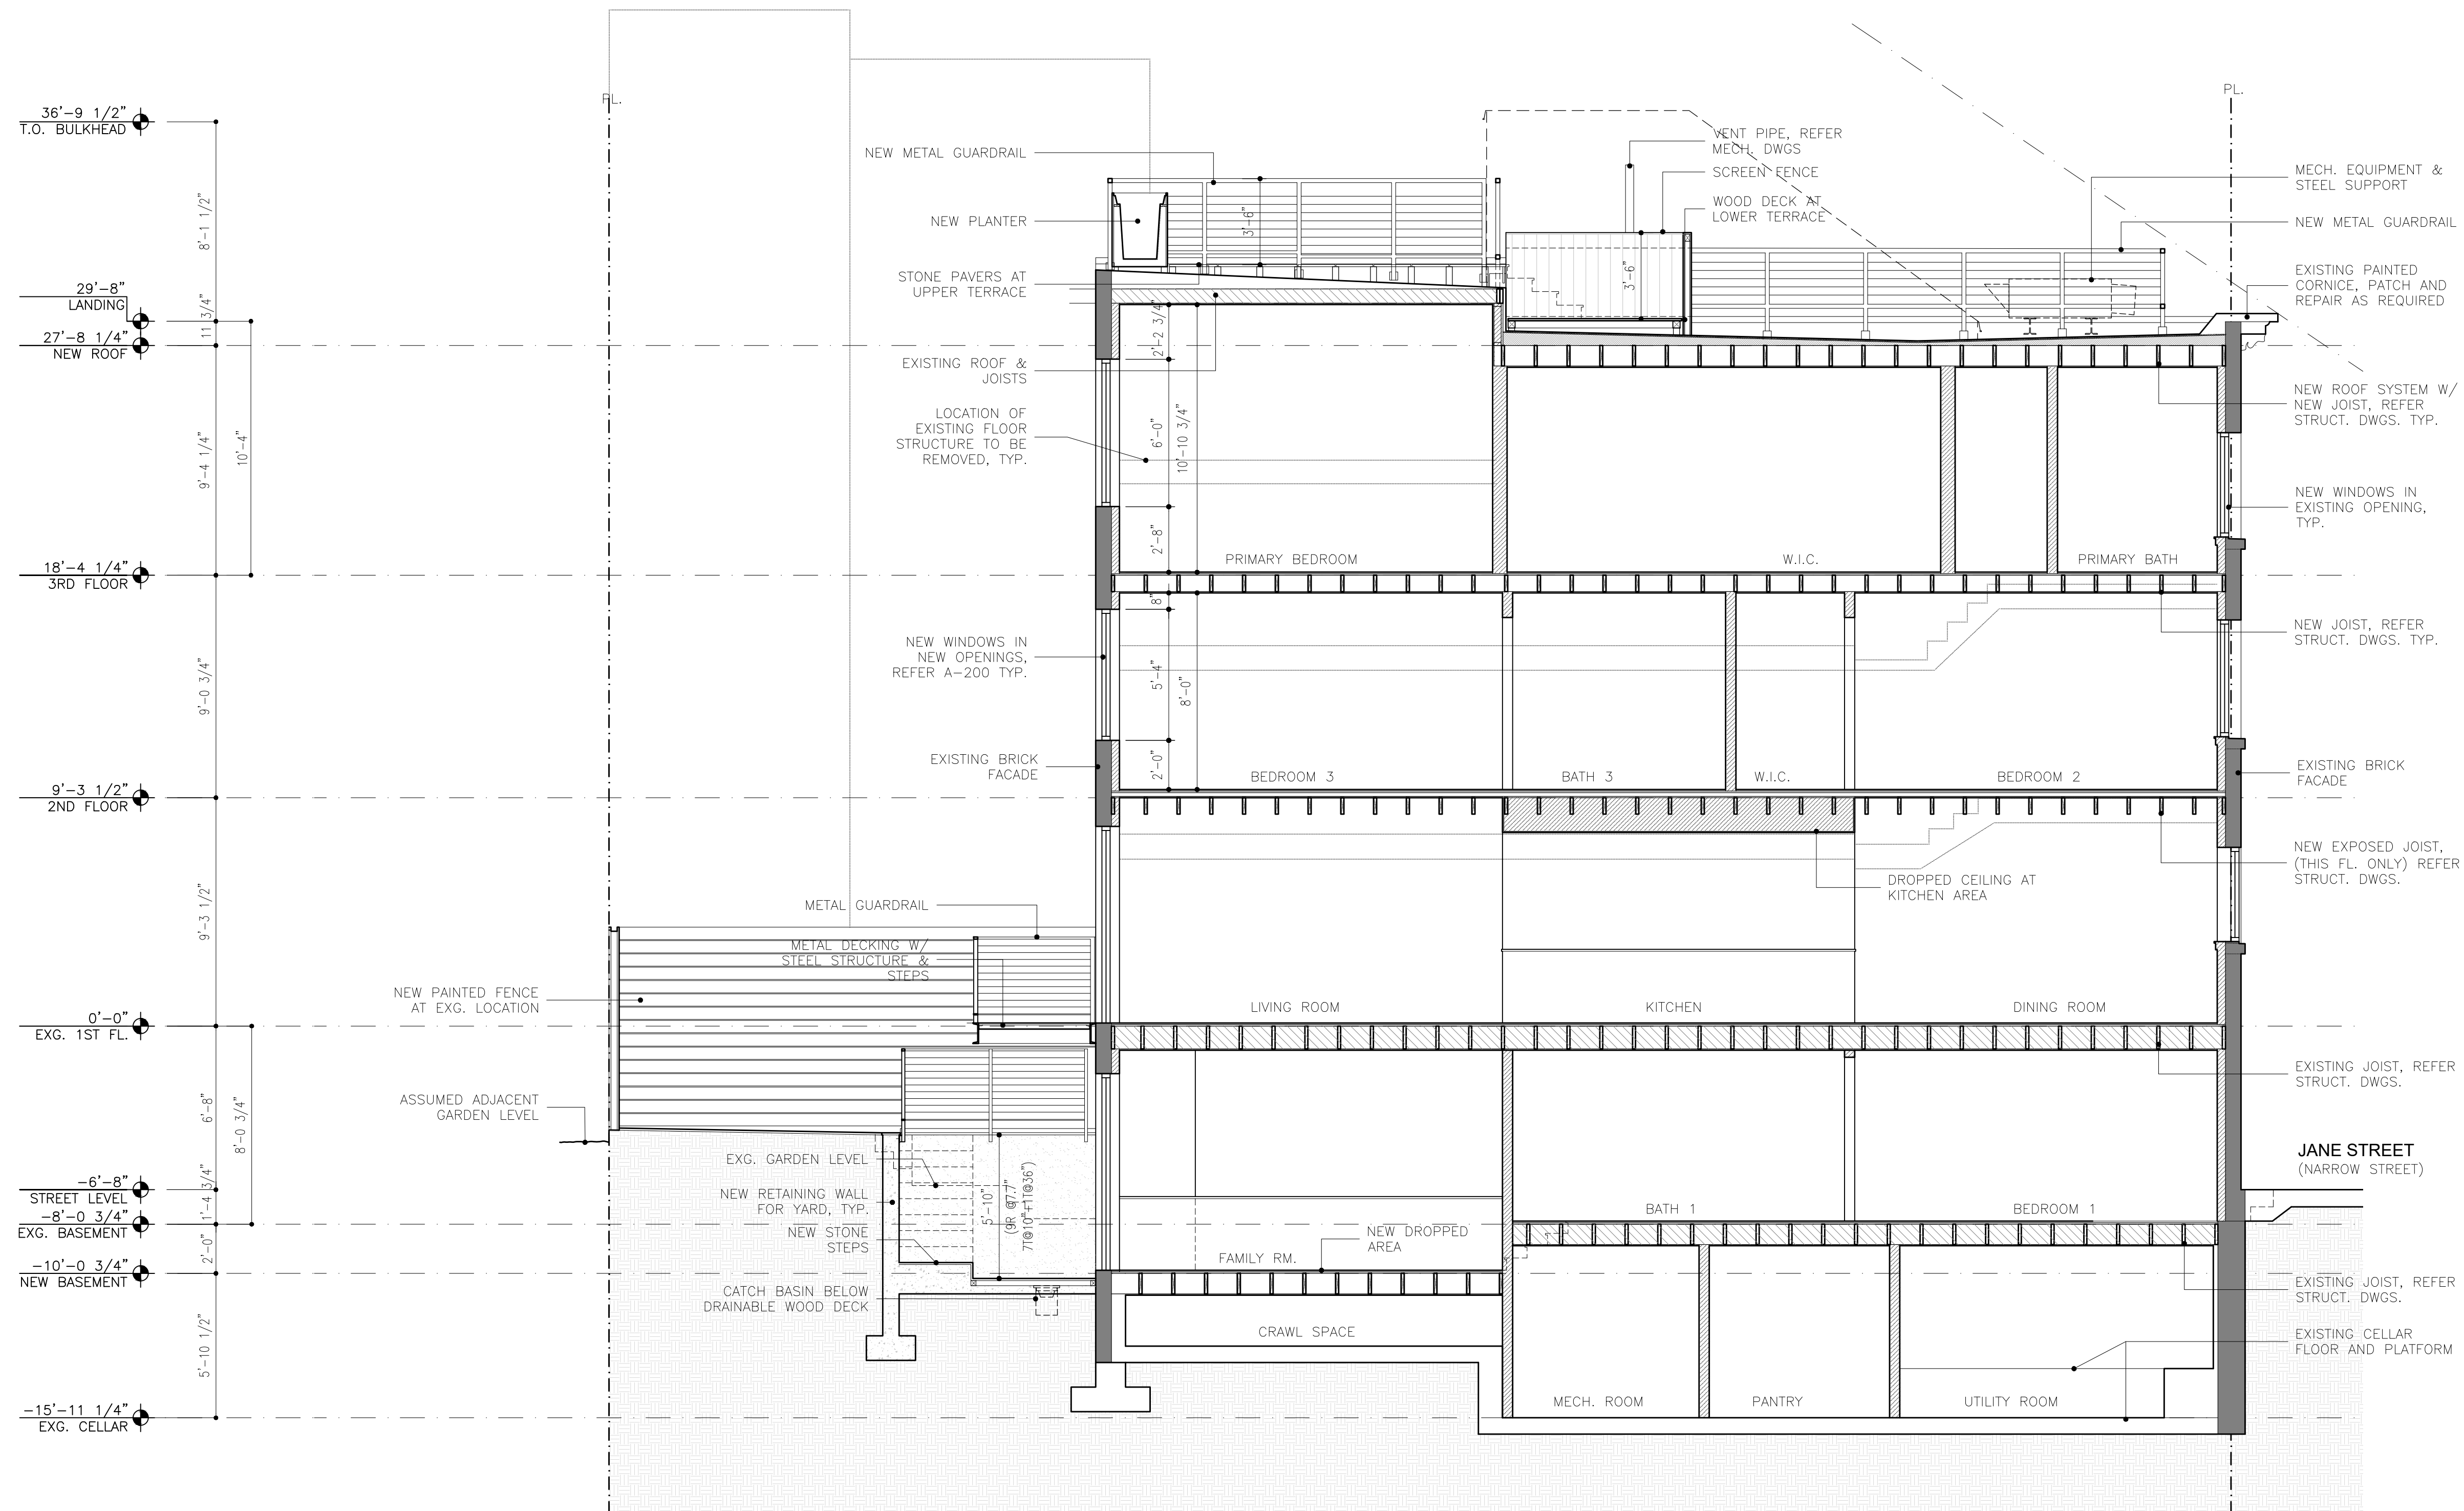 36'-9 1/2"
T.O. BULKHEAD
8'-1 1/2"
29'-8"
LANDING
11 3/4"
27'-8 1/4"
NEW ROOF
9'-4 1/4"
10'-4"
18'-4 1/4"
3RD FLOOR
9'-0 3/4"
9'-3 1/2"
2ND FLOOR
9'-3 1/2"
0'-0"
EXG. 1ST FL.
6'-8"
8'-0 3/4"
-6'-8"
STREET LEVEL
1'-4 3/4"
-8'-0 3/4"
EXG. BASEMENT
2'-0"
-10'-0 3/4"
NEW BASEMENT
5'-10 1/2"
-15'-11 1/4"
EXG. CELLAR
PL.
NEW METAL GUARDRAIL
NEW PLANTER
STONE PAVERS AT
UPPER TERRACE
EXISTING ROOF &
JOISTS
LOCATION OF
EXISTING FLOOR
STRUCTURE TO BE
REMOVED, TYP.
NEW WINDOWS IN
NEW OPENINGS,
REFER A-200 TYP.
EXISTING BRICK
FACADE
METAL GUARDRAIL
METAL DECKING W/
STEEL STRUCTURE &
STEPS
NEW PAINTED FENCE
AT EXG. LOCATION
ASSUMED ADJACENT
GARDEN LEVEL
EXG. GARDEN LEVEL
NEW RETAINING WALL
FOR YARD, TYP.
NEW STONE
STEPS
CATCH BASIN BELOW
DRAINABLE WOOD DECK
5'-10"
(9R @7.7"
7T@10"+1T@36")
3'-6"
2'-2 3/4"
6'-0"
10'-10 3/4"
2'-8"
8"
5'-4"
8'-0"
2'-0"
PRIMARY BEDROOM
W.I.C.
PRIMARY BATH
BEDROOM 3
BATH 3
W.I.C.
BEDROOM 2
DROPPED CEILING AT
KITCHEN AREA
LIVING ROOM
KITCHEN
DINING ROOM
BATH 1
BEDROOM 1
FAMILY RM.
NEW DROPPED
AREA
CRAWL SPACE
MECH. ROOM
PANTRY
UTILITY ROOM
VENT PIPE, REFER
MECH. DWGS
SCREEN FENCE
WOOD DECK AT
LOWER TERRACE
3'-6"
PL.
MECH. EQUIPMENT &
STEEL SUPPORT
NEW METAL GUARDRAIL
EXISTING PAINTED
CORNICE, PATCH AND
REPAIR AS REQUIRED
NEW ROOF SYSTEM W/
NEW JOIST, REFER
STRUCT. DWGS. TYP.
NEW WINDOWS IN
EXISTING OPENING,
TYP.
NEW JOIST, REFER
STRUCT. DWGS. TYP.
EXISTING BRICK
FACADE
NEW EXPOSED JOIST,
(THIS FL. ONLY) REFER
STRUCT. DWGS.
EXISTING JOIST, REFER
STRUCT. DWGS.
JANE STREET
(NARROW STREET)
EXISTING JOIST, REFER
STRUCT. DWGS.
EXISTING CELLAR
FLOOR AND PLATFORM